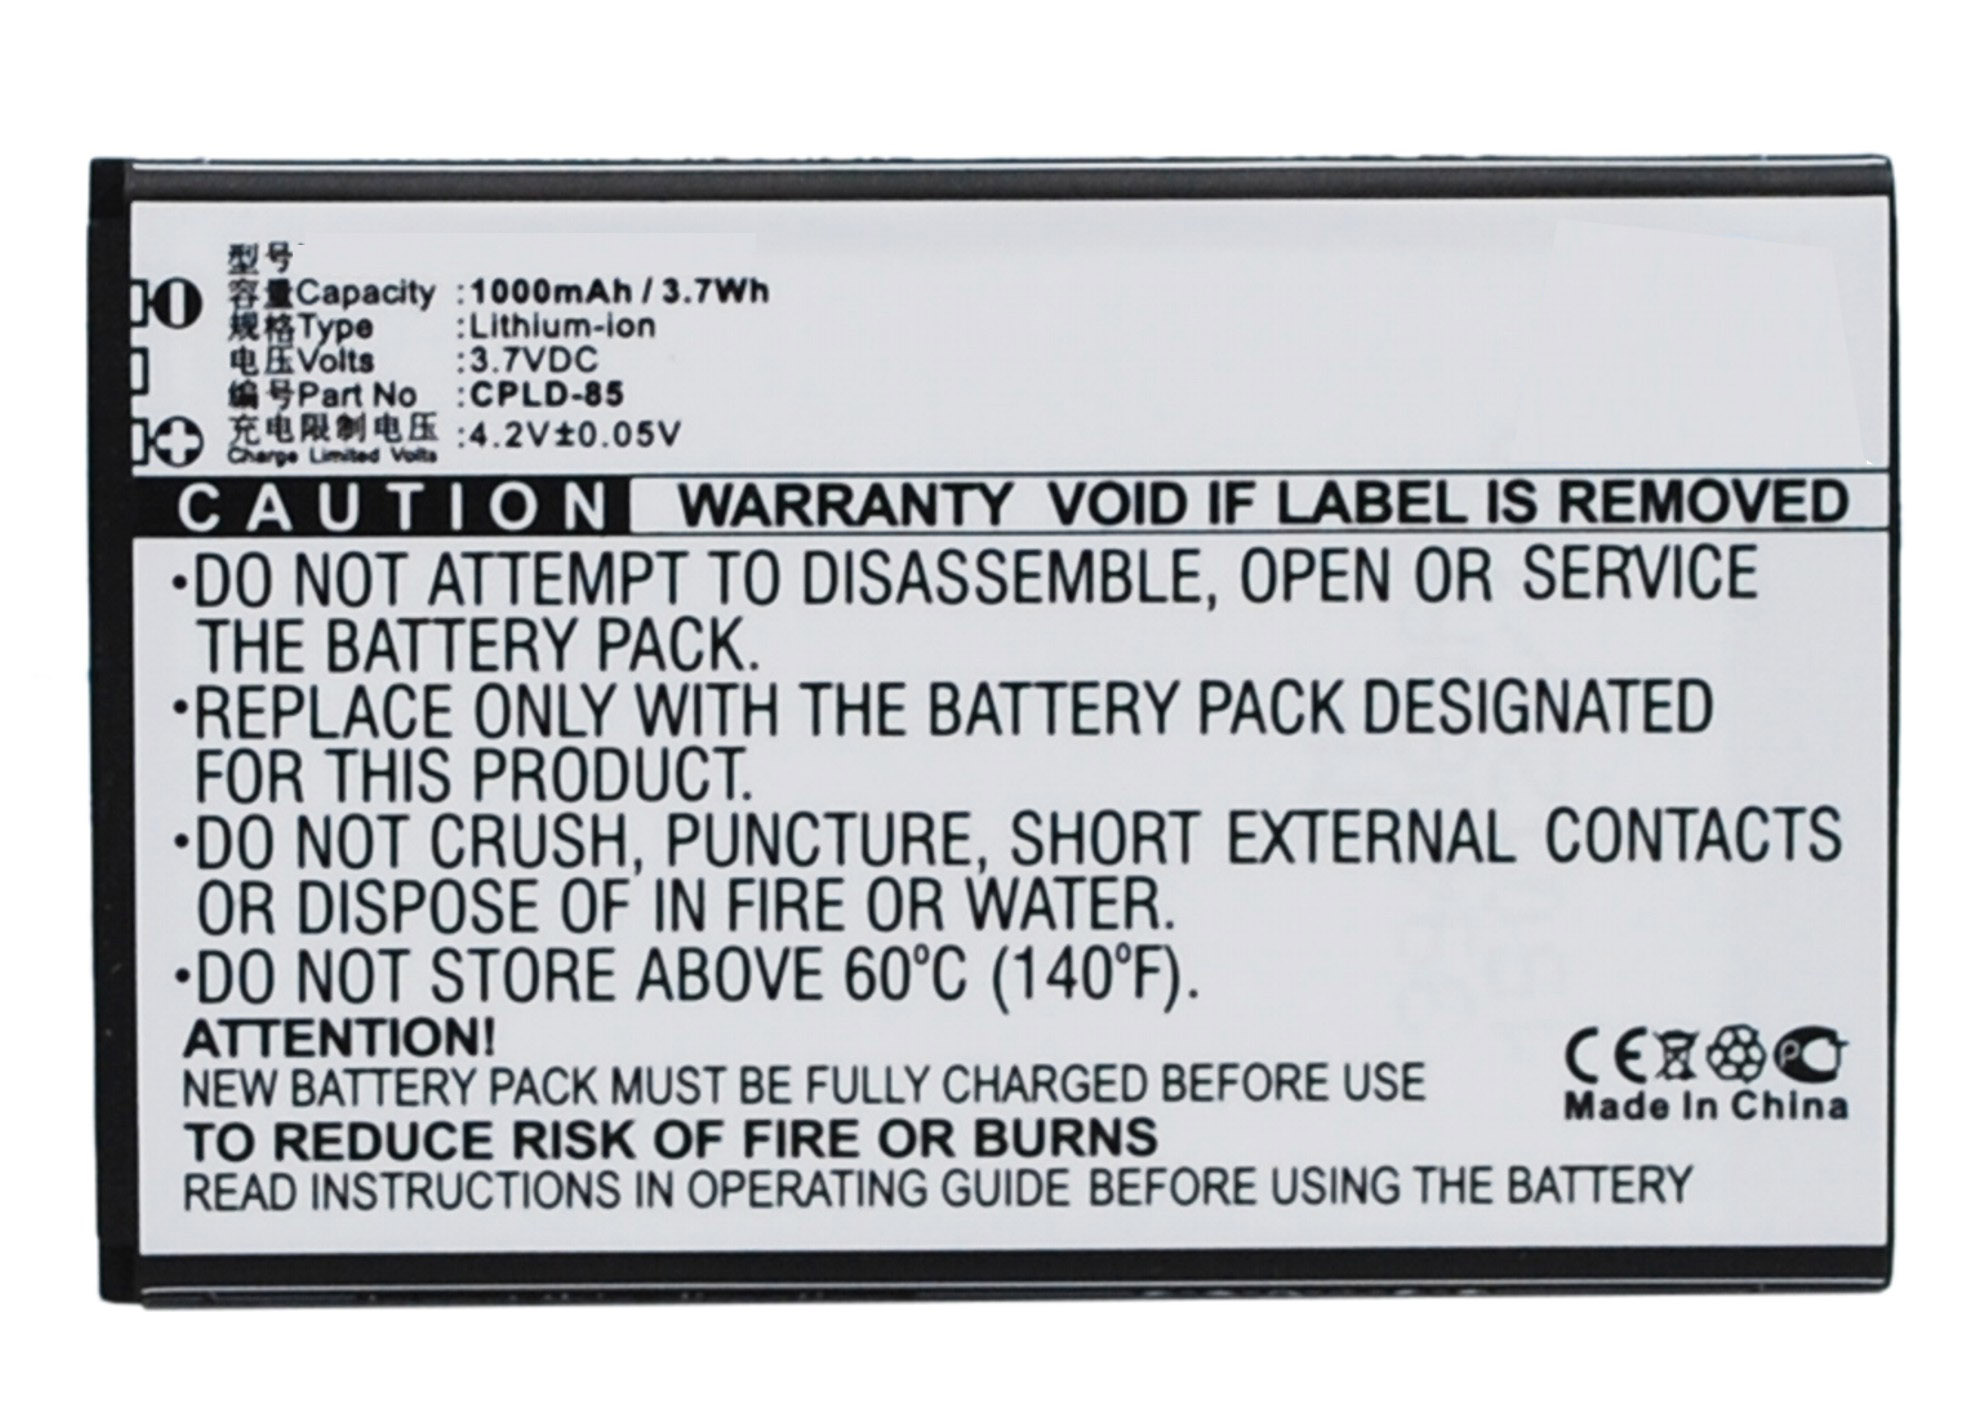 型号
容量Capacity :1000mAh / 3.7Wh
规格Type :Lithium-ion
电压Volts :3.7VDC
编号Part No :CPLD-85
充电限制电压 :4.2V±0.05V
Charge Limited Volts
CAUTION WARRANTY VOID IF LABEL IS REMOVED
•DO NOT ATTEMPT TO DISASSEMBLE, OPEN OR SERVICE
THE BATTERY PACK.
•REPLACE ONLY WITH THE BATTERY PACK DESIGNATED
FOR THIS PRODUCT.
•DO NOT CRUSH, PUNCTURE, SHORT EXTERNAL CONTACTS
OR DISPOSE OF IN FIRE OR WATER.
•DO NOT STORE ABOVE 60°C (140°F).
ATTENTION!
NEW BATTERY PACK MUST BE FULLY CHARGED BEFORE USE
TO REDUCE RISK OF FIRE OR BURNS
READ INSTRUCTIONS IN OPERATING GUIDE BEFORE USING THE BATTERY
CE PC
Made In China